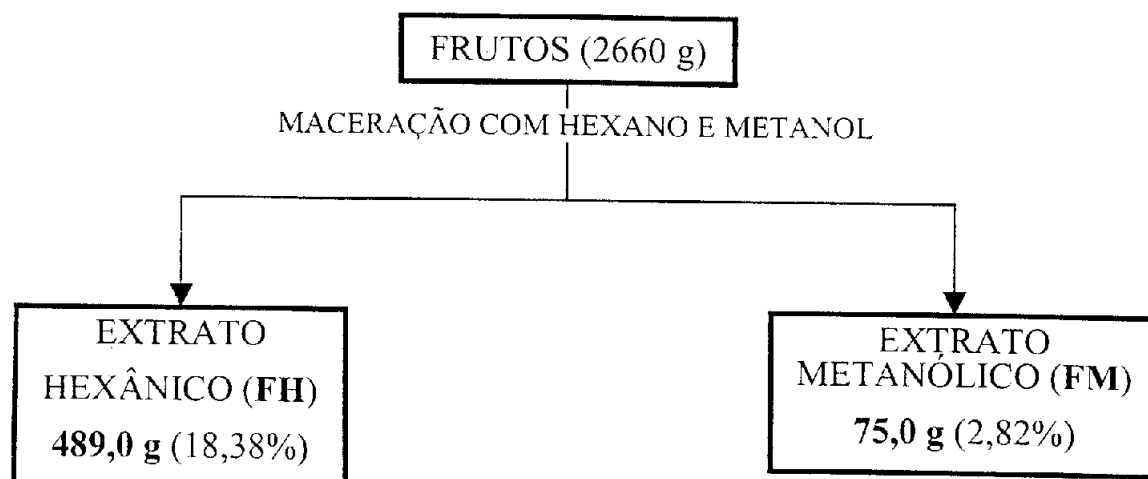 FRUTOS (2660 g)
MACERAÇÃO COM HEXANO E METANOL
EXTRATO
HEXÂNICO (FH)
489,0 g (18,38%)
EXTRATO
METANÓLICO (FM)
75,0 g (2,82%)